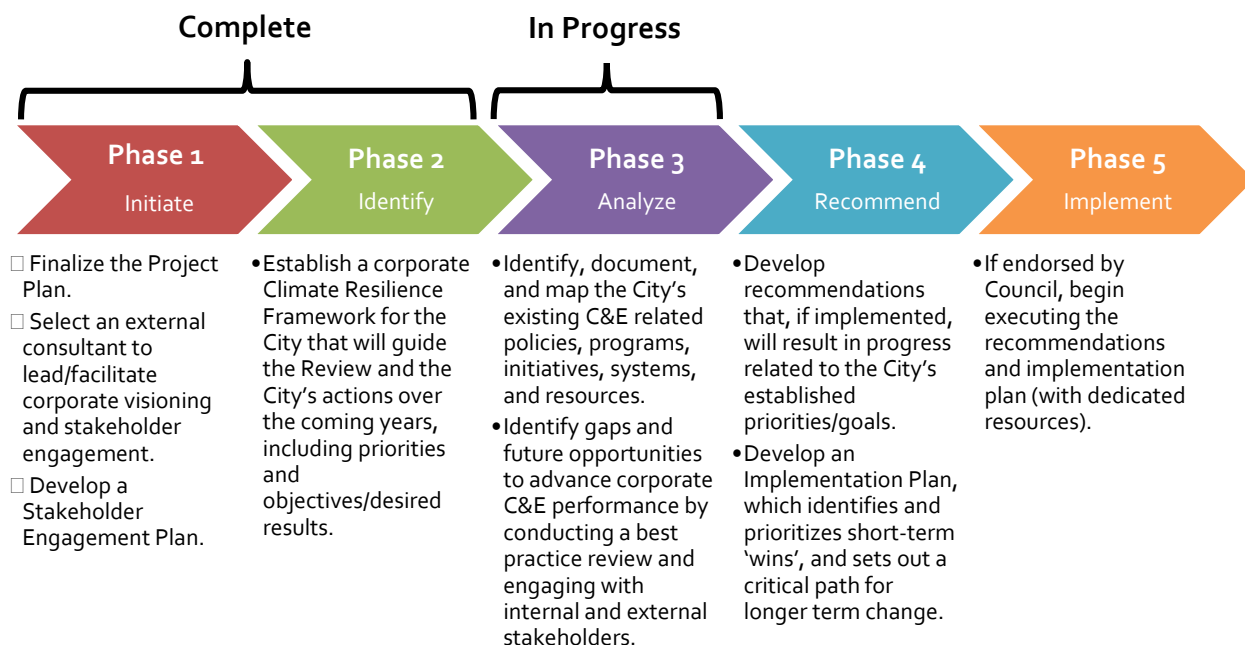 Complete
In Progress
Phase 1
Initiate
Phase 2
Identify
Phase 3
Analyze
Phase 4
Recommend
Phase 5
Implement
□ Finalize the Project
Plan.
□ Select an external
consultant to
lead/facilitate
corporate visioning
and stakeholder
engagement.
□ Develop a
Stakeholder
Engagement Plan.
•Establish a corporate
Climate Resilience
Framework for the
City that will guide
the Review and the
City's actions over
the coming years,
including priorities
and
objectives/desired
results.
•Identify, document,
and map the City's
existing C&E related
policies, programs,
initiatives, systems,
and resources.
•Identify gaps and
future opportunities
to advance corporate
C&E performance by
conducting a best
practice review and
engaging with
internal and external
stakeholders.
•Develop
recommendations
that, if implemented,
will result in progress
related to the City's
established
priorities/goals.
•Develop an
Implementation Plan,
which identifies and
prioritizes short-term
'wins', and sets out a
critical path for
longer term change.
•If endorsed by
Council, begin
executing the
recommendations
and implementation
plan (with dedicated
resources).